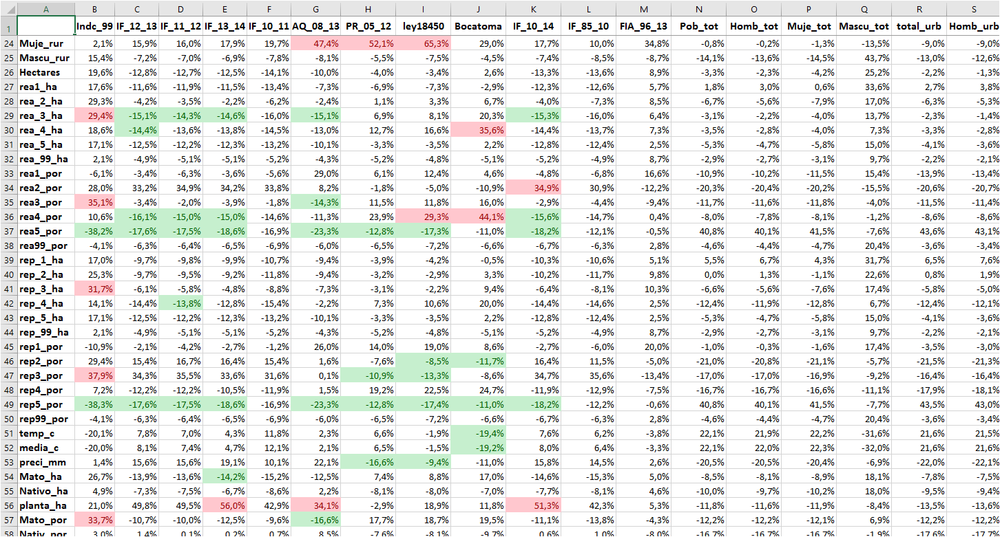 A B C D E F G H I J K L M N O P Q R S
1 Indc_99 IF_12_13 IF_11_12 IF_13_14 IF_10_11 AQ_08_13 PR_05_12 ley18450 Bocatoma IF_10_14 IF_85_10 FIA_96_13 Pob_tot Homb_tot Muje_tot Mascu_tot total_urb Homb_urb
24 Muje_rur 2,1% 15,9% 16,0% 17,9% 19,7% 47,4% 52,1% 65,3% 29,0% 17,7% 10,0% 34,8% -0,8% -0,2% -1,3% -13,5% -9,0% -9,0%
25 Mascu_rur 15,4% -7,2% -7,0% -6,9% -7,8% -8,1% -5,5% -7,5% -4,5% -7,4% -8,5% -8,7% -14,1% -13,6% -14,5% 43,7% -13,0% -12,6%
26 Hectares 19,6% -12,8% -12,7% -12,5% -14,1% -10,0% -4,0% -3,4% 2,6% -13,3% -13,6% 8,9% -3,3% -2,3% -4,2% 25,2% -2,2% -1,3%
27 rea1_ha 17,6% -11,6% -11,9% -11,5% -13,4% -7,3% -6,9% -7,3% -2,9% -12,3% -12,6% 5,7% 1,8% 3,0% 0,6% 33,6% 2,7% 3,8%
28 rea_2_ha 29,3% -4,2% -3,5% -2,2% -6,2% -2,4% 1,1% 3,3% 6,7% -4,0% -7,3% 8,5% -6,7% -5,6% -7,9% 17,0% -6,3% -5,3%
29 rea_3_ha 29,4% -15,1% -14,3% -14,6% -16,0% -15,1% 6,9% 8,1% 20,3% -15,3% -16,0% 6,4% -3,1% -2,2% -4,0% 13,7% -2,3% -1,4%
30 rea_4_ha 18,6% -14,4% -13,6% -13,8% -14,5% -13,0% 12,7% 16,6% 35,6% -14,4% -13,7% 7,3% -3,5% -2,8% -4,0% 7,3% -3,3% -2,8%
31 rea_5_ha 17,1% -12,5% -12,2% -12,3% -13,2% -10,1% -3,3% -3,5% 2,2% -12,8% -12,4% 2,5% -5,3% -4,7% -5,8% 15,0% -4,1% -3,6%
32 rea_99_ha 2,1% -4,9% -5,1% -5,1% -5,2% -4,3% -5,2% -4,8% -5,1% -5,2% -4,9% 8,7% -2,9% -2,7% -3,1% 9,7% -2,2% -2,1%
33 rea1_por -6,1% -3,4% -6,3% -3,6% -5,6% 29,0% 6,1% 12,4% 4,6% -4,8% -6,8% 16,6% -10,9% -10,2% -11,5% 15,4% -13,9% -13,4%
34 rea2_por 28,0% 33,2% 34,9% 34,2% 33,8% 8,2% -1,8% -5,0% -10,9% 34,9% 30,9% -12,2% -20,3% -20,4% -20,2% -15,5% -20,6% -20,7%
35 rea3_por 35,1% -3,4% -2,0% -3,9% -1,8% -14,3% 11,5% 11,8% 16,0% -2,9% -4,4% -9,4% -11,7% -11,6% -11,8% -4,0% -11,5% -11,4%
36 rea4_por 10,6% -16,1% -15,0% -15,0% -14,6% -11,3% 23,9% 29,3% 44,1% -15,6% -14,7% 0,4% -8,0% -7,8% -8,1% -1,2% -8,6% -8,6%
37 rea5_por -38,2% -17,6% -17,5% -18,6% -16,9% -23,3% -12,8% -17,3% -11,0% -18,2% -12,1% -0,5% 40,8% 40,1% 41,5% -7,6% 43,6% 43,1%
38 rea99_por -4,1% -6,3% -6,4% -6,5% -6,9% -6,0% -6,5% -7,2% -6,6% -6,7% -6,3% 2,8% -4,6% -4,4% -4,7% 20,4% -3,6% -3,4%
39 rep_1_ha 17,0% -9,7% -9,8% -9,9% -10,7% -9,4% -3,9% -4,2% -0,5% -10,3% -10,6% 5,1% 5,5% 6,7% 4,3% 31,7% 6,5% 7,6%
40 rep_2_ha 25,3% -9,7% -9,5% -9,2% -11,8% -9,4% -3,2% -2,9% 3,3% -10,2% -11,7% 9,8% 0,0% 1,3% -1,1% 22,6% 0,8% 1,9%
41 rep_3_ha 31,7% -6,1% -5,8% -4,8% -8,8% -7,3% -3,1% -2,2% 9,4% -6,4% -8,1% 10,3% -6,6% -5,6% -7,6% 17,4% -5,8% -5,0%
42 rep_4_ha 14,1% -14,4% -13,8% -12,8% -15,4% -2,2% 7,3% 10,6% 20,0% -14,4% -14,6% 2,5% -12,4% -11,9% -12,8% 6,7% -12,4% -12,1%
43 rep_5_ha 17,1% -12,5% -12,2% -12,3% -13,2% -10,1% -3,3% -3,5% 2,2% -12,8% -12,4% 2,5% -5,3% -4,7% -5,8% 15,0% -4,1% -3,6%
44 rep_99_ha 2,1% -4,9% -5,1% -5,1% -5,2% -4,3% -5,2% -4,8% -5,1% -5,2% -4,9% 8,7% -2,9% -2,7% -3,1% 9,7% -2,2% -2,1%
45 rep1_por -10,9% -2,1% -4,2% -2,7% -1,2% 26,0% 14,0% 19,0% 8,6% -2,7% -6,0% 20,0% -1,0% -0,3% -1,6% 17,4% -3,5% -3,0%
46 rep2_por 29,4% 15,4% 16,7% 16,4% 15,4% 1,6% -7,6% -8,5% -11,7% 16,4% 11,5% -5,0% -21,0% -20,8% -21,1% -5,7% -21,5% -21,3%
47 rep3_por 37,9% 34,3% 35,5% 33,6% 31,6% 0,1% -10,9% -13,3% -8,6% 34,7% 35,6% -13,4% -17,0% -17,0% -16,9% -9,2% -16,4% -16,4%
48 rep4_por 7,2% -12,2% -12,2% -10,5% -11,9% 1,5% 19,2% 22,5% 24,7% -11,9% -12,9% -7,5% -16,7% -16,7% -16,6% -11,1% -17,9% -18,1%
49 rep5_por -38,3% -17,6% -17,5% -18,6% -16,9% -23,3% -12,8% -17,4% -11,0% -18,2% -12,2% -0,6% 40,8% 40,1% 41,5% -7,7% 43,5% 43,0%
50 rep99_por -4,1% -6,3% -6,4% -6,5% -6,9% -6,0% -6,5% -7,2% -6,6% -6,7% -6,3% 2,8% -4,6% -4,4% -4,7% 20,4% -3,6% -3,4%
51 temp_c -20,1% 7,8% 7,0% 4,3% 11,8% 2,3% 6,6% -1,9% -19,4% 7,6% 6,2% -3,8% 22,1% 21,9% 22,2% -31,6% 21,6% 21,5%
52 media_c -20,0% 8,1% 7,4% 4,7% 12,1% 2,1% 6,5% -1,5% -19,2% 8,0% 6,4% -3,3% 22,1% 22,0% 22,3% -32,0% 21,6% 21,6%
53 preci_mm 1,4% 15,6% 15,6% 19,1% 10,1% 22,1% -16,6% -9,4% -11,0% 15,8% 14,5% 2,6% -20,5% -20,5% -20,4% -6,9% -22,0% -22,1%
54 Mato_ha 26,7% -13,9% -13,6% -14,2% -15,2% -12,5% 7,4% 8,8% 17,0% -14,6% -15,3% 5,0% -8,5% -8,1% -8,9% 18,1% -7,8% -7,5%
55 Nativo_ha 4,9% -7,3% -7,5% -6,7% -8,6% 2,2% -8,1% -8,0% -7,0% -7,7% -8,1% 4,6% -10,0% -9,7% -10,2% 18,0% -9,5% -9,4%
56 planta_ha 21,0% 49,8% 49,5% 56,0% 42,9% 34,1% -2,9% 18,9% 11,8% 51,3% 42,3% 5,3% -11,8% -11,6% -11,9% -8,4% -13,5% -13,6%
57 Mato_por 33,7% -10,7% -10,0% -12,5% -9,6% -16,6% 17,7% 18,7% 19,5% -11,1% -13,8% -4,3% -12,2% -12,2% -12,1% 6,9% -12,2% -12,2%
58 Nativ_por 3,0% 1,4% 0,1% 0,2% 0,7% 8,5% -7,6% -8,1% -9,7% 0,6% 1,0% -8,0% -16,7% -16,7% -16,7% -1,9% -17,6% -17,7%